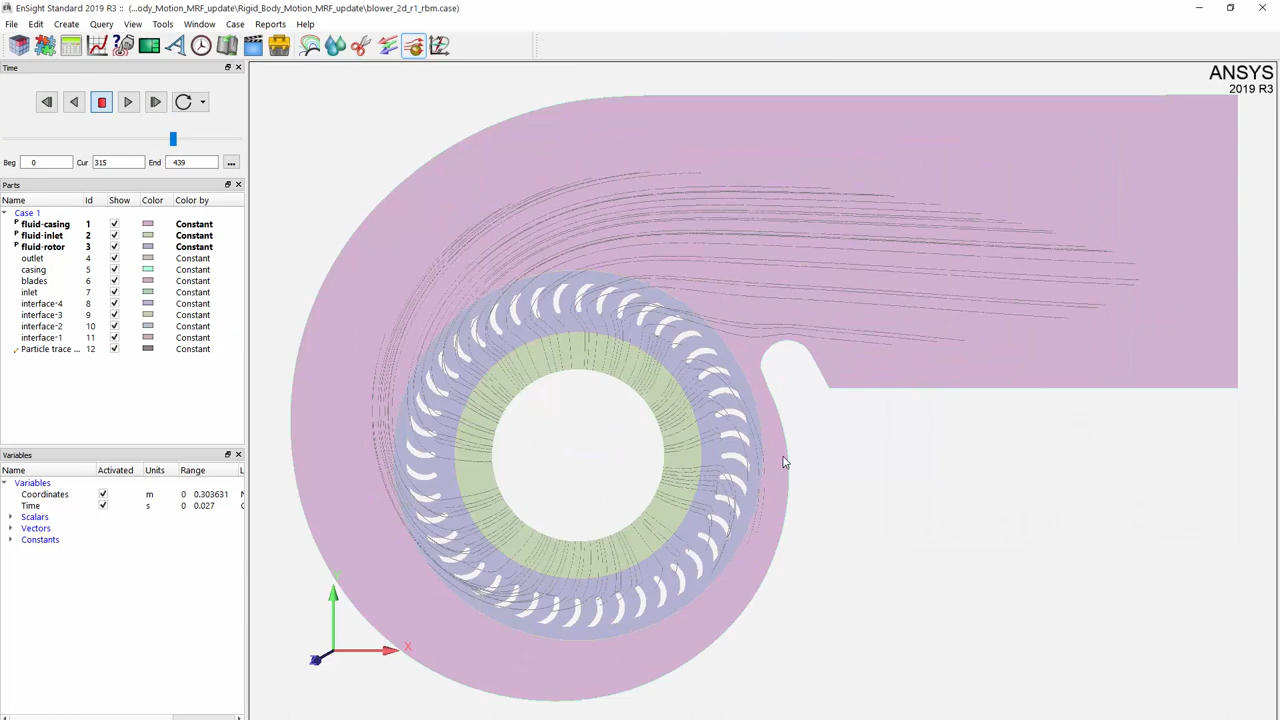 EnSight Standard 2019 R3 :: (...ody_Motion_MRF_update\Rigid_Body_Motion_MRF_update\blower_2d_r1_rbm.case)
File Edit Create Query View Tools Window Case Reports Help
Time
Beg 0 Cur 315 End 439 ...
Parts
Name Id Show Color Color by
Case 1
P fluid-casing 1 Constant
P fluid-inlet 2 Constant
P fluid-rotor 3 Constant
outlet 4 Constant
casing 5 Constant
blades 6 Constant
inlet 7 Constant
interface-4 8 Constant
interface-3 9 Constant
interface-2 10 Constant
interface-1 11 Constant
Particle trace ... 12 Constant
Variables
Name Activated Units Range L
Variables
Coordinates m 0 0.303631
Time s 0 0.027
Scalars
Vectors
Constants
ANSYS
2019 R3
X